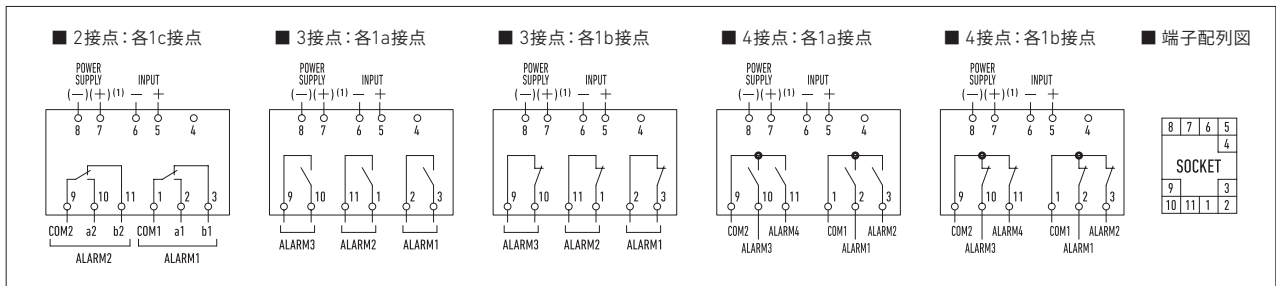 ■ 2接点：各1c接点
POWER
SUPPLY
INPUT
(−)(+)(1) − +
8 7 6 5 4
9 10 11 1 2 3
COM2 a2 b2 COM1 a1 b1
ALARM2 ALARM1
■ 3接点：各1a接点
POWER
SUPPLY
INPUT
(−)(+)(1) − +
8 7 6 5 4
9 10 11 1 2 3
ALARM3 ALARM2 ALARM1
■ 3接点：各1b接点
POWER
SUPPLY
INPUT
(−)(+)(1) − +
8 7 6 5 4
9 10 11 1 2 3
ALARM3 ALARM2 ALARM1
■ 4接点：各1a接点
POWER
SUPPLY
INPUT
(−)(+)(1) − +
8 7 6 5 4
9 10 11 1 2 3
COM2 ALARM4 COM1 ALARM2
ALARM3 ALARM1
■ 4接点：各1b接点
POWER
SUPPLY
INPUT
(−)(+)(1) − +
8 7 6 5 4
9 10 11 1 2 3
COM2 ALARM4 COM1 ALARM2
ALARM3 ALARM1
■ 端子配列図
8 7 6 5
4
SOCKET
9 3
10 11 1 2